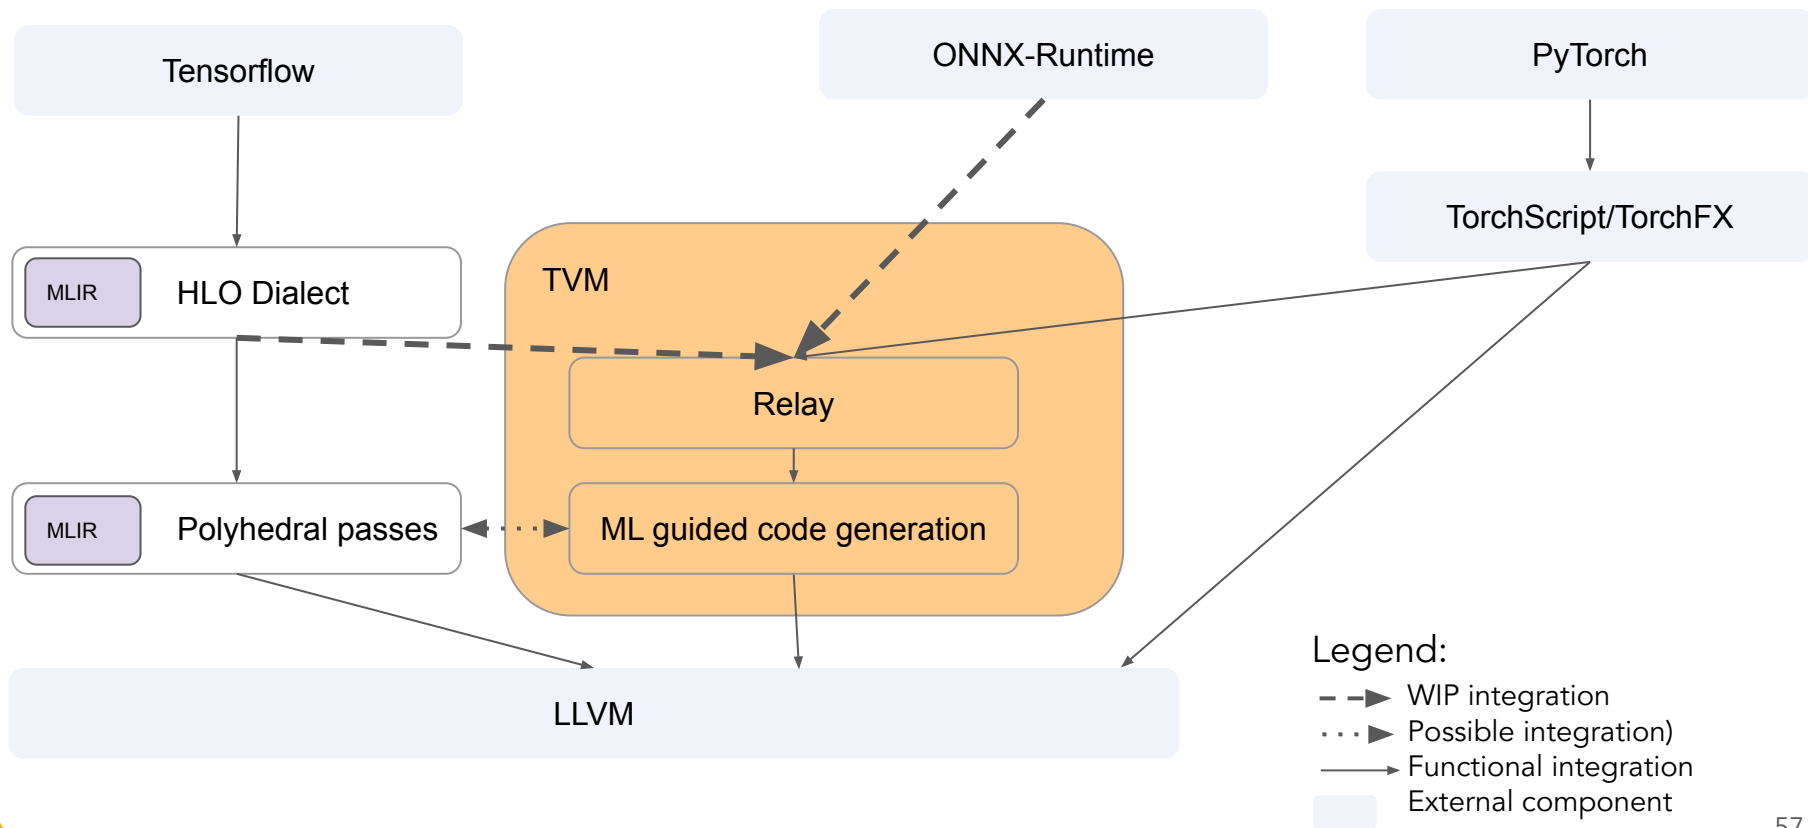 Tensorflow
ONNX-Runtime
PyTorch
TorchScript/TorchFX
MLIR
HLO Dialect
TVM
Relay
MLIR
Polyhedral passes
ML guided code generation
LLVM
Legend:
WIP integration
Possible integration)
Functional integration
External component
57